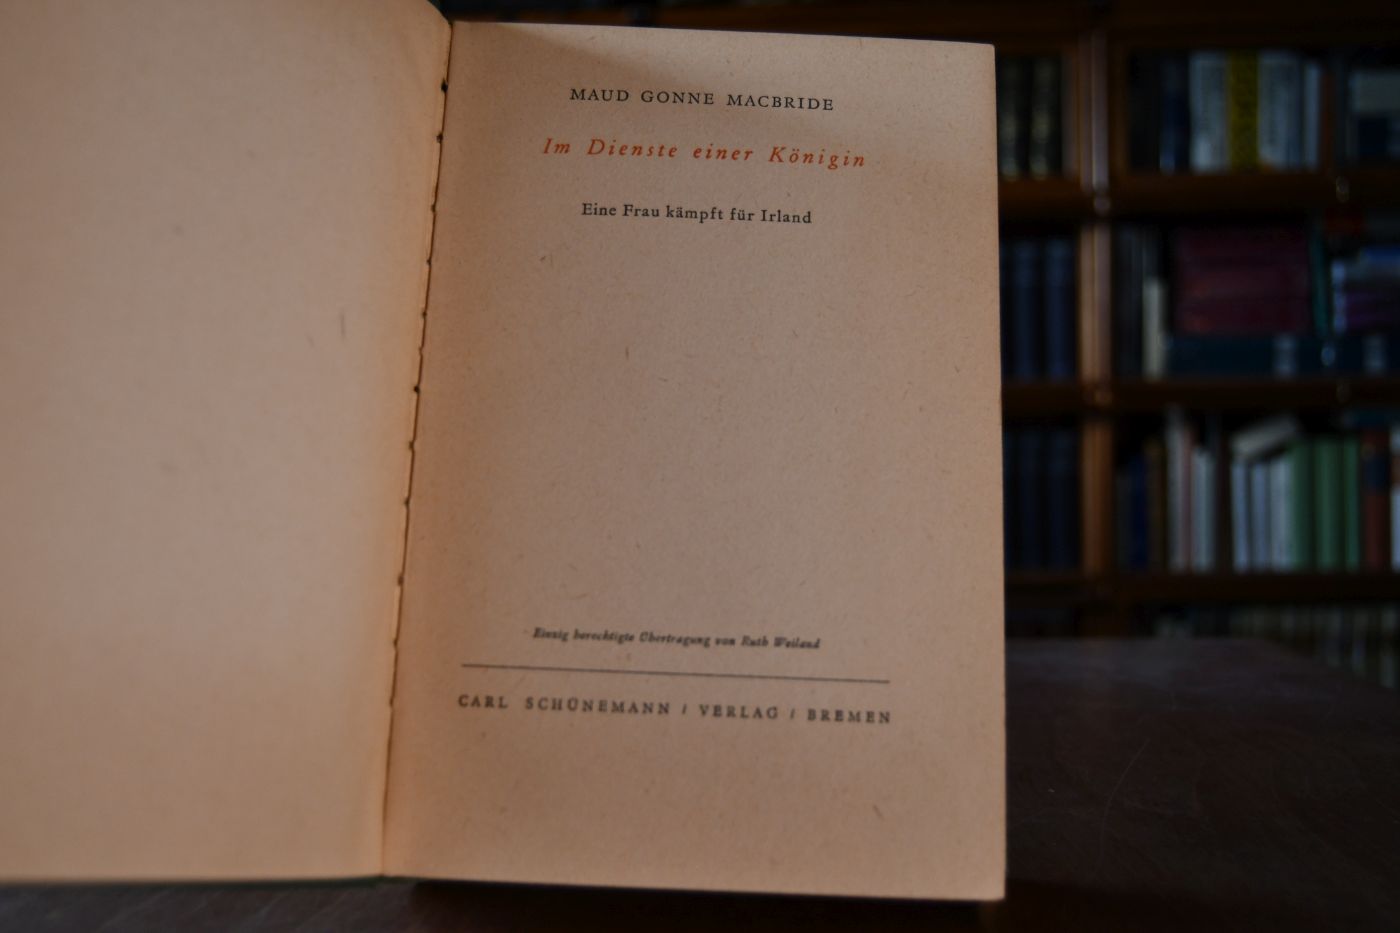 MAUD GONNE MACBRIDE
Im Dienste einer Königin
Eine Frau kämpft für Irland
Einzig berechtigte Übertragung von Ruth Weiland
CARL SCHÜNEMANN / VERLAG / BREMEN